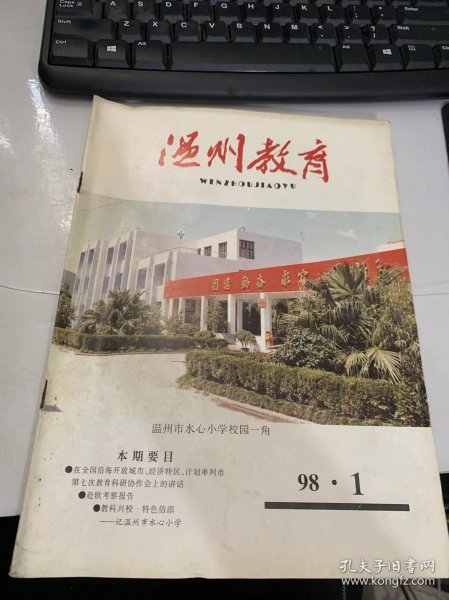 温州教育
WENZHOUJIAOYU
团结 勤奋 求实
温州市水心小学校园一角
本期要目
●在全国沿海开放城市、经济特区、计划单列市
第七次教育科研协作会上的讲话
●赴欧考察报告
●教科兴校 特色倍添
——记温州市水心小学
98·1
孔夫子旧书网
www.kongfz.com